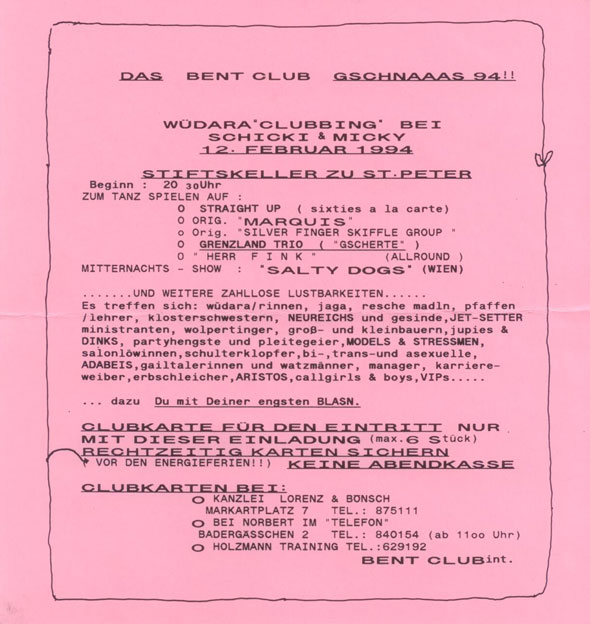 DAS BENT CLUB GSCHNAAAS 94!!
WÜDARA"CLUBBING" BEI
SCHICKI & MICKY
12. FEBRUAR 1994
STIFTSKELLER ZU ST.PETER
Beginn : 20 30Uhr
ZUM TANZ SPIELEN AUF :
O STRAIGHT UP ( sixties a la carte)
O ORIG. "MARQUIS"
O Orig. "SILVER FINGER SKIFFLE GROUP "
O GRENZLAND TRIO ( "GSCHERTE" )
O " HERR F I N K " (ALLROUND )
MITTERNACHTS - SHOW : "SALTY DOGS" (WIEN)
.......UND WEITERE ZAHLLOSE LUSTBARKEITEN......
Es treffen sich: wüdara/rinnen, jaga, resche madln, pfaffen
/lehrer, klosterschwestern, NEUREICHS und gesinde,JET-SETTER
ministranten, wolpertinger, groß- und kleinbauern,jupies &
DINKS, partyhengste und pleitegeier,MODELS & STRESSMEN,
salonlöwinnen,schulterklopfer,bi-,trans-und asexuelle,
ADABEIS,gailtalerinnen und watzmänner, manager, karriere-
weiber,erbschleicher,ARISTOS,callgirls & boys,VIPs.....
... dazu Du mit Deiner engsten BLASN.
CLUBKARTE FÜR DEN EINTRITT NUR
MIT DIESER EINLADUNG (max.6 Stück)
RECHTZEITIG KARTEN SICHERN
VOR DEN ENERGIEFERIEN!!) KEINE ABENDKASSE
CLUBKARTEN BEI:
O KANZLEI LORENZ & BÖNSCH
MARKARTPLATZ 7 TEL.: 875111
O BEI NORBERT IM "TELEFON"
BADERGÄSSCHEN 2 TEL.: 840154 (ab 11oo Uhr)
O HOLZMANN TRAINING TEL.:629192
BENT CLUBint.